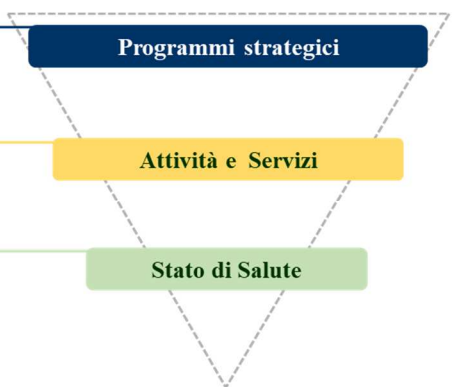 Programmi strategici
Attività e Servizi
Stato di Salute